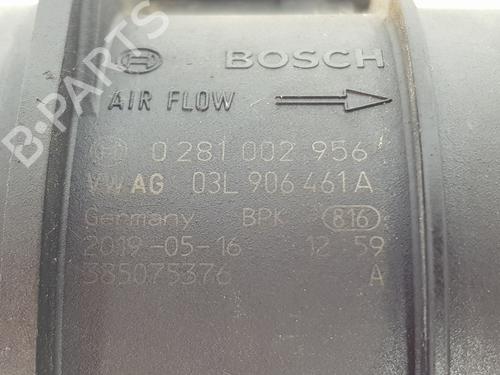 BOSCH
AIR FLOW
0 281 002 956
VWAG 03L 906 461A
Germany BPK 816
2019-05-16 12 59
385075376 A
B-PARTS